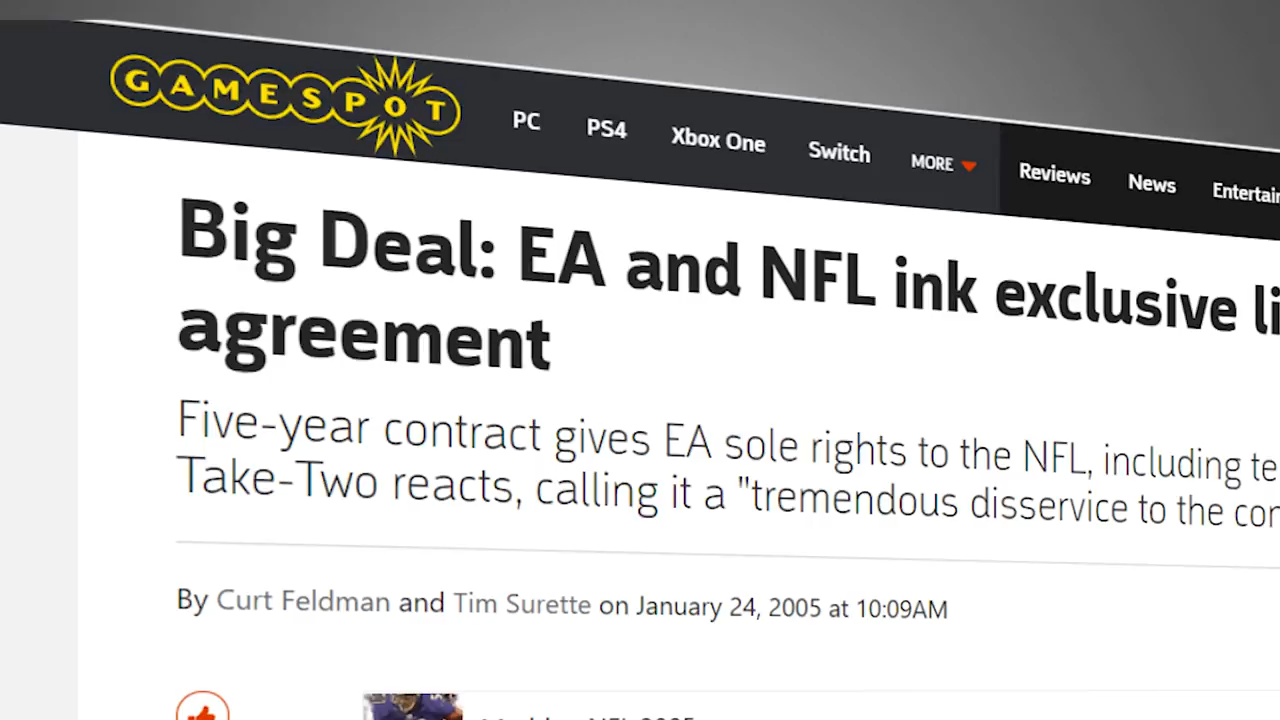 GAMESPOT PC PS4 Xbox One Switch MORE Reviews News
Big Deal: EA and NFL ink exclusive
agreement
Five-year contract gives EA sole rights to the NFL, including
Take-Two reacts, calling it a "tremendous disservice to the
By Curt Feldman and Tim Surette on January 24, 2005 at 10:09AM